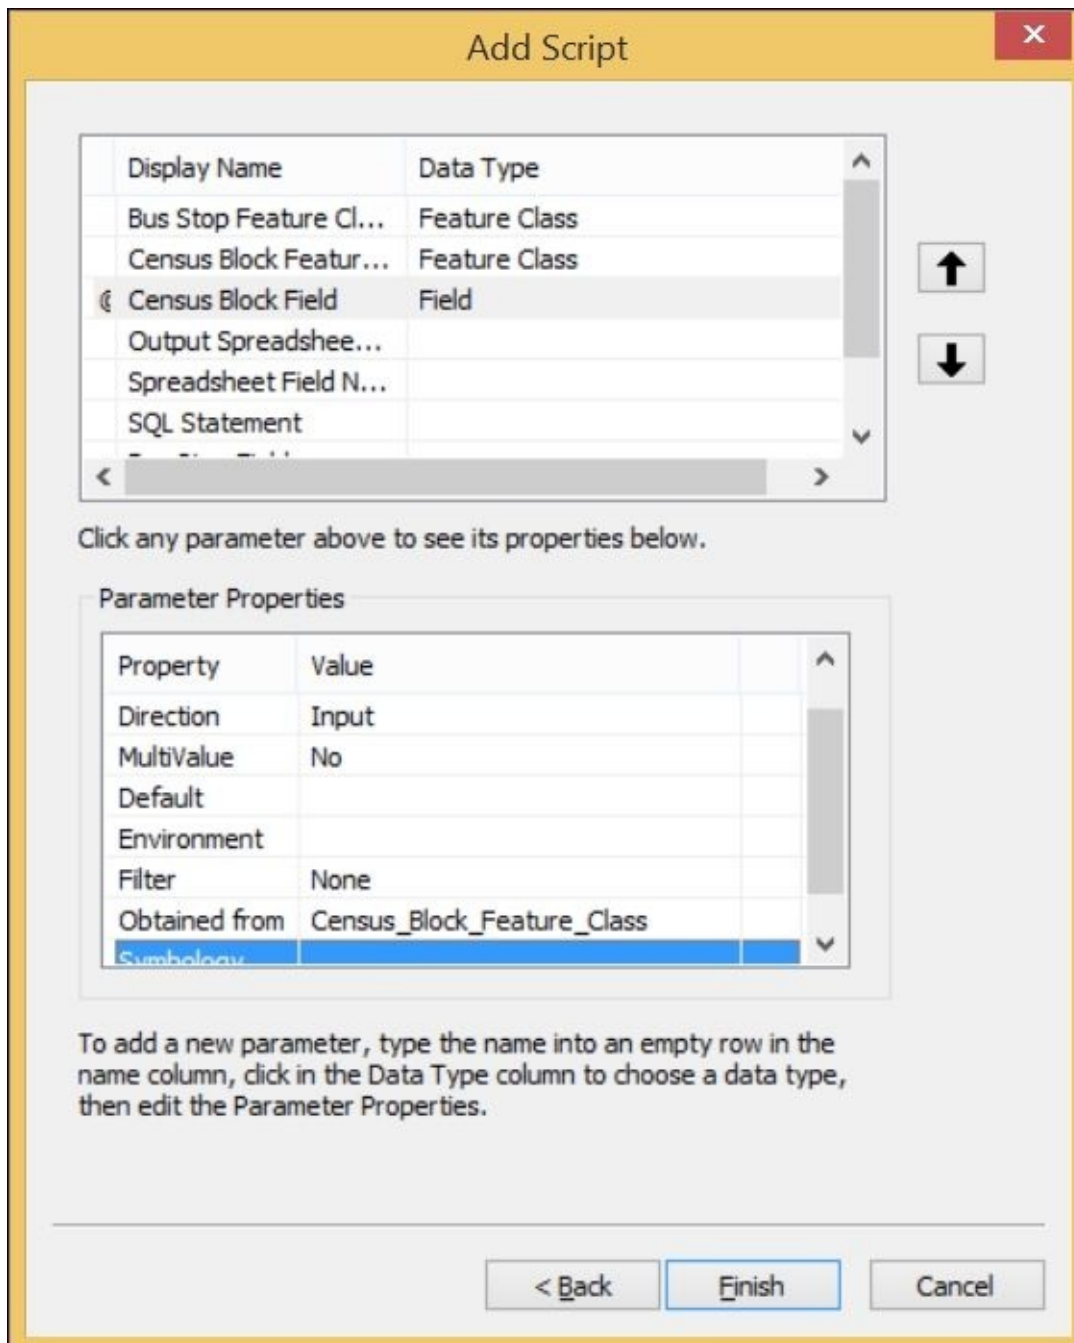 Add Script
Display Name Data Type
Bus Stop Feature Cl... Feature Class
Census Block Featur... Feature Class
Census Block Field Field
Output Spreadshee...
Spreadsheet Field N...
SQL Statement
Click any parameter above to see its properties below.
Parameter Properties
Property Value
Direction Input
MultiValue No
Default
Environment
Filter None
Obtained from Census_Block_Feature_Class
Symbology
To add a new parameter, type the name into an empty row in the
name column, click in the Data Type column to choose a data type,
then edit the Parameter Properties.
< Back Finish Cancel